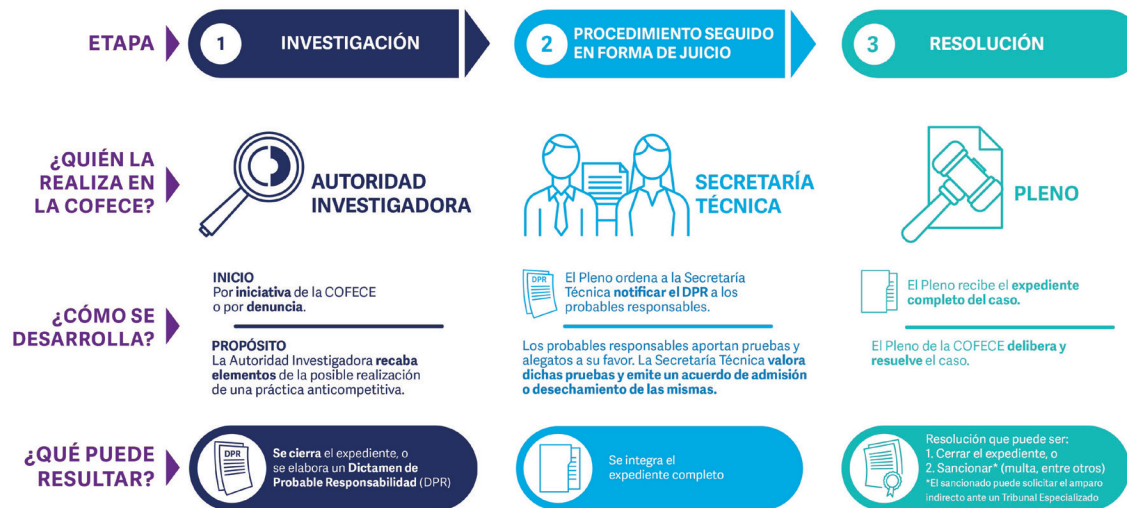 ETAPA
1
INVESTIGACIÓN
2
PROCEDIMIENTO SEGUIDO
EN FORMA DE JUICIO
3
RESOLUCIÓN
¿QUIÉN LA
REALIZA EN
LA COFECE?
AUTORIDAD
INVESTIGADORA
SECRETARÍA
TÉCNICA
PLENO
¿CÓMO SE
DESARROLLA?
INICIO
Por iniciativa de la COFECE
o por denuncia.
PROPÓSITO
La Autoridad Investigadora recaba
elementos de la posible realización
de una práctica anticompetitiva.
DPR
El Pleno ordena a la Secretaría
Técnica notificar el DPR a los
probables responsables.
Los probables responsables aportan pruebas y
alegatos a su favor. La Secretaría Técnica valora
dichas pruebas y emite un acuerdo de admisión
o desechamiento de las mismas.
El Pleno recibe el expediente
completo del caso.
El Pleno de la COFECE delibera y
resuelve el caso.
¿QUÉ PUEDE
RESULTAR?
DPR
Se cierra el expediente, o
se elabora un Dictamen de
Probable Responsabilidad (DPR)
Se integra el
expediente completo
Resolución que puede ser:
1. Cerrar el expediente, o
2. Sancionar* (multa, entre otros)
*El sancionado puede solicitar el amparo
indirecto ante un Tribunal Especializado